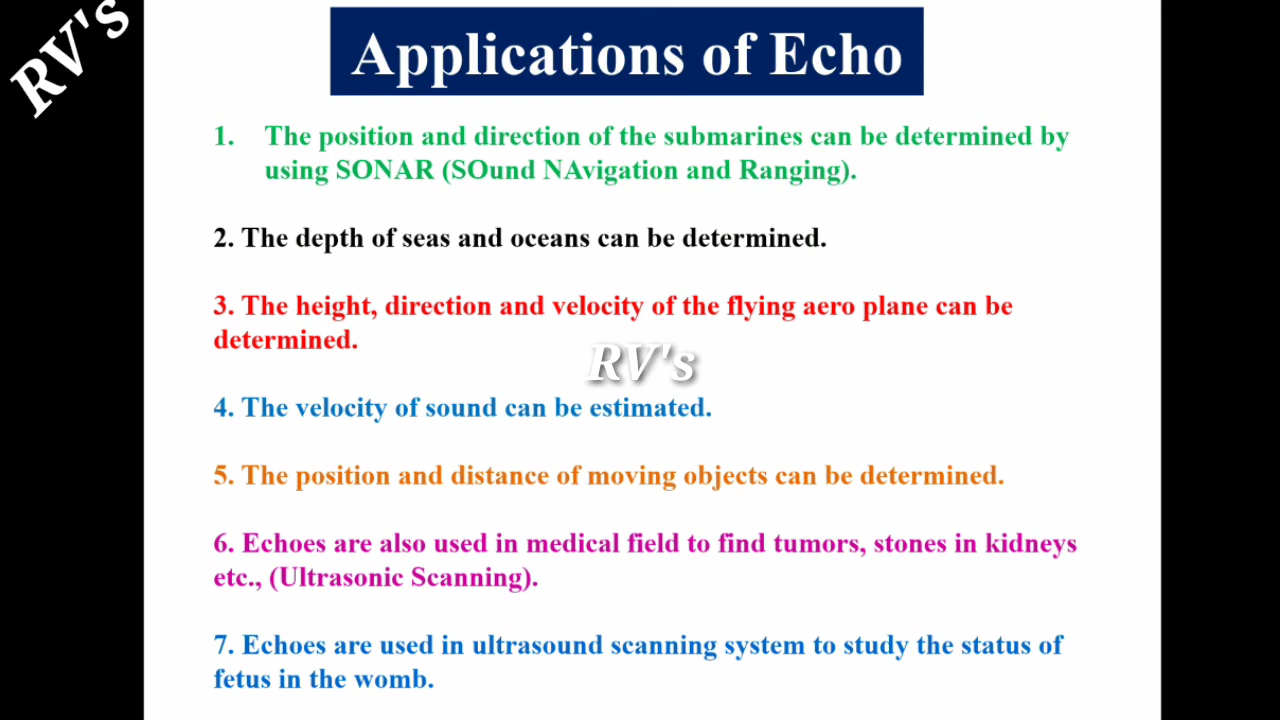 RV's
Applications of Echo
1. The position and direction of the submarines can be determined by
using SONAR (SOund NAvigation and Ranging).
2. The depth of seas and oceans can be determined.
3. The height, direction and velocity of the flying aero plane can be
determined.
RV's
4. The velocity of sound can be estimated.
5. The position and distance of moving objects can be determined.
6. Echoes are also used in medical field to find tumors, stones in kidneys
etc., (Ultrasonic Scanning).
7. Echoes are used in ultrasound scanning system to study the status of
fetus in the womb.